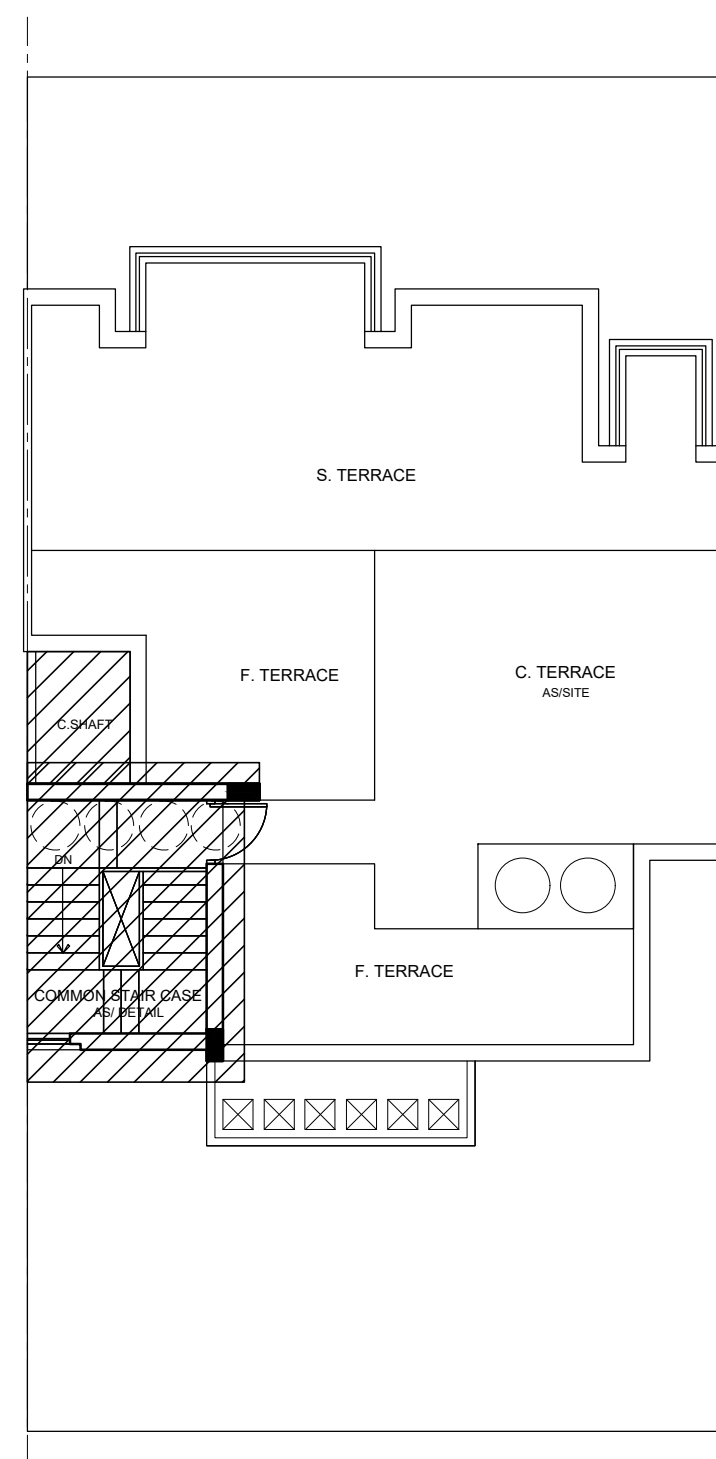 S. TERRACE
F. TERRACE
C. TERRACE
AS/SITE
C.SHAFT
DN
F. TERRACE
COMMON STAIR CASE
AS/ DETAIL